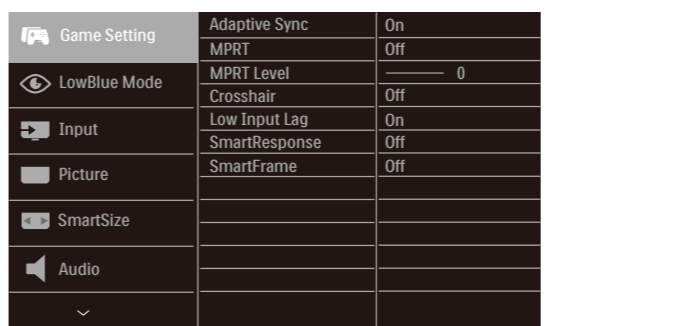 Game Setting
LowBlue Mode
Input
Picture
SmartSize
Audio
Adaptive Sync On
MPRT Off
MPRT Level 0
Crosshair Off
Low Input Lag On
SmartResponse Off
SmartFrame Off